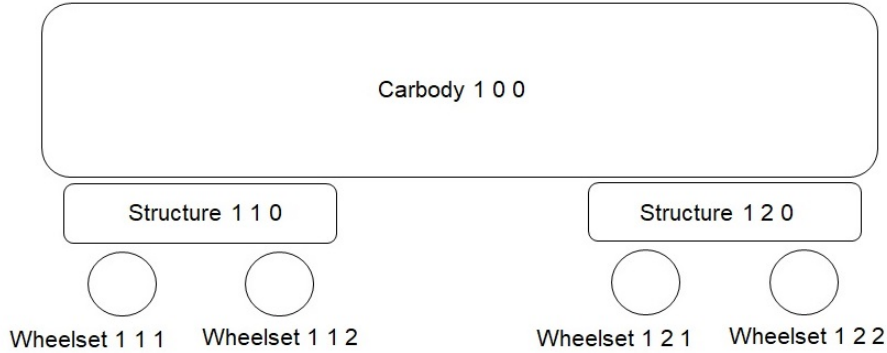 Carbody 1 0 0
Structure 1 1 0
Structure 1 2 0
Wheelset 1 1 1
Wheelset 1 1 2
Wheelset 1 2 1
Wheelset 1 2 2